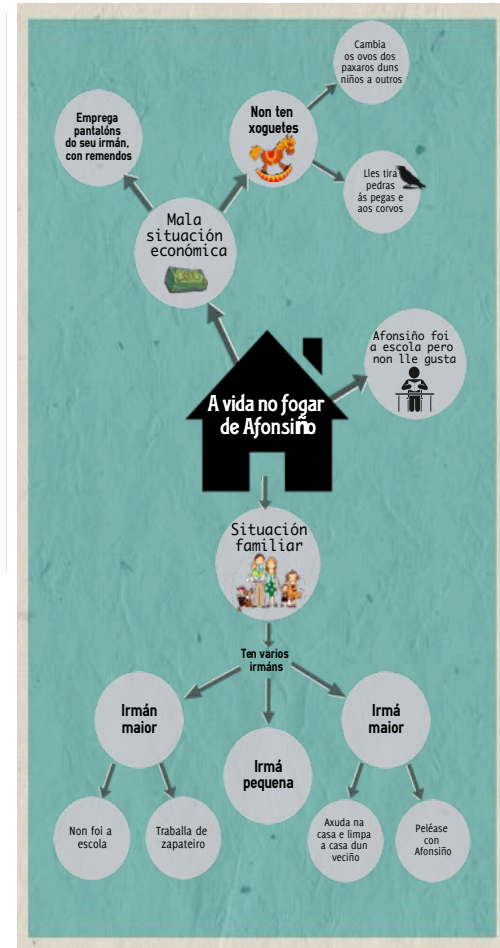 Cambia
os ovos dos
paxaros duns
niños a outros
Emprega
pantalóns
do seu irmán,
con remendos
Non ten
xoguetes
Lles tira
pedras
ás pegas e
aos corvos
Mala
situación
económica
Afonsiño foi
a escola pero
non lle gusta
A vida no fogar
de Afonsiño
Situación
familiar
Ten varios
irmáns
Irmán
maior
Irmá
pequena
Irmá
maior
Non foi a
escola
Traballa de
zapateiro
Axuda na
casa e limpa
a casa dun
veciño
Peléase
con
Afonsiño